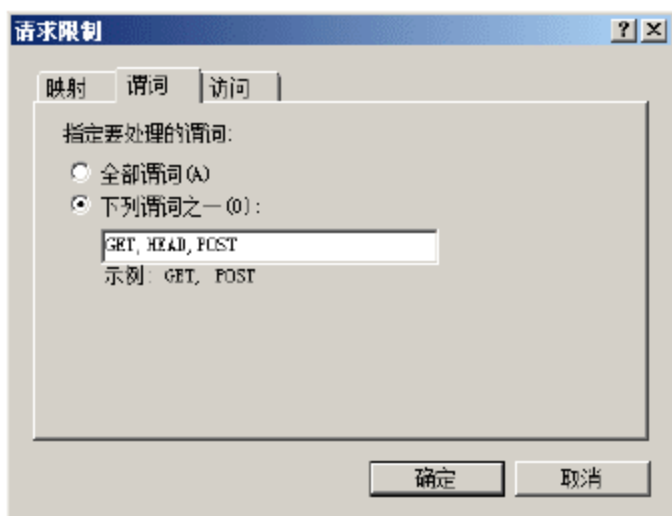 请求限制
映射 谓词 访问
指定要处理的谓词:
全部谓词(A)
下列谓词之一(O):
GET,HEAD,POST
示例: GET, POST
确定 取消